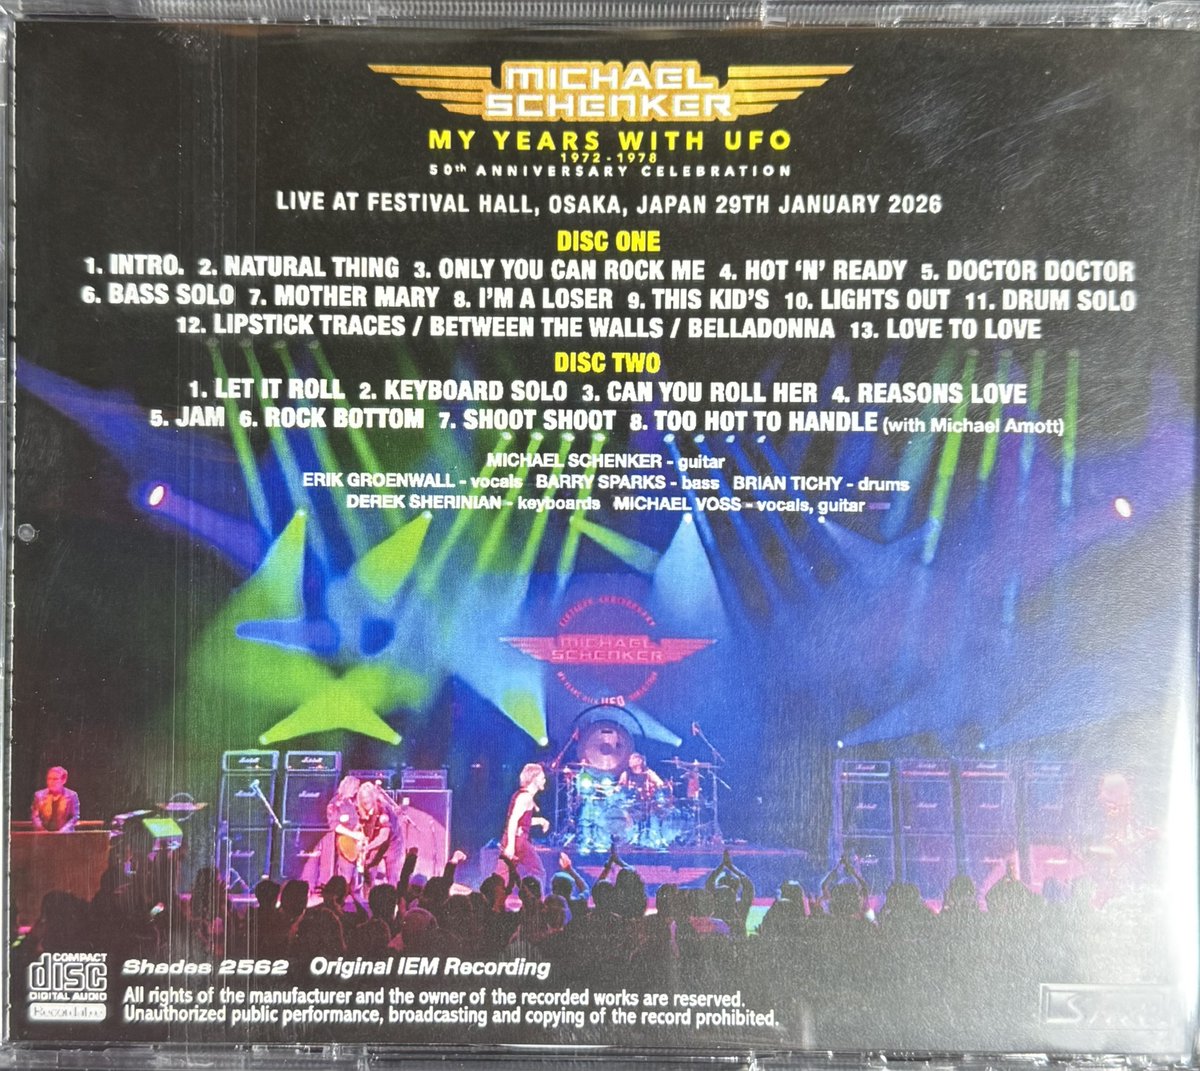 MICHAEL
SCHENKER
MY YEARS WITH UFO
1972-1978
50th ANNIVERSARY CELEBRATION
LIVE AT FESTIVAL HALL, OSAKA, JAPAN 29TH JANUARY 2026
DISC ONE
1. INTRO. 2. NATURAL THING 3. ONLY YOU CAN ROCK ME 4. HOT ‘N’ READY 5. DOCTOR DOCTOR
6. BASS SOLO 7. MOTHER MARY 8. I'M A LOSER 9. THIS KID'S 10. LIGHTS OUT 11. DRUM SOLO
12. LIPSTICK TRACES / BETWEEN THE WALLS / BELLADONNA 13. LOVE TO LOVE
DISC TWO
1. LET IT ROLL 2. KEYBOARD SOLO 3. CAN YOU ROLL HER 4. REASONS LOVE
5. JAM 6. ROCK BOTTOM 7. SHOOT SHOOT 8. TOO HOT TO HANDLE (with Michael Amott)
MICHAEL SCHENKER - guitar
ERIK GROENWALL - vocals BARRY SPARKS - bass BRIAN TICHY - drums
DEREK SHERINIAN - keyboards MICHAEL VOSS - vocals, guitar
MICHAEL
SCHENKER
UFO
COMPACT
disc
DIGITAL AUDIO
Recordable
Shades 2562 Original IEM Recording
All rights of the manufacturer and the owner of the recorded works are reserved.
Unauthorized public performance, broadcasting and copying of the record prohibited.